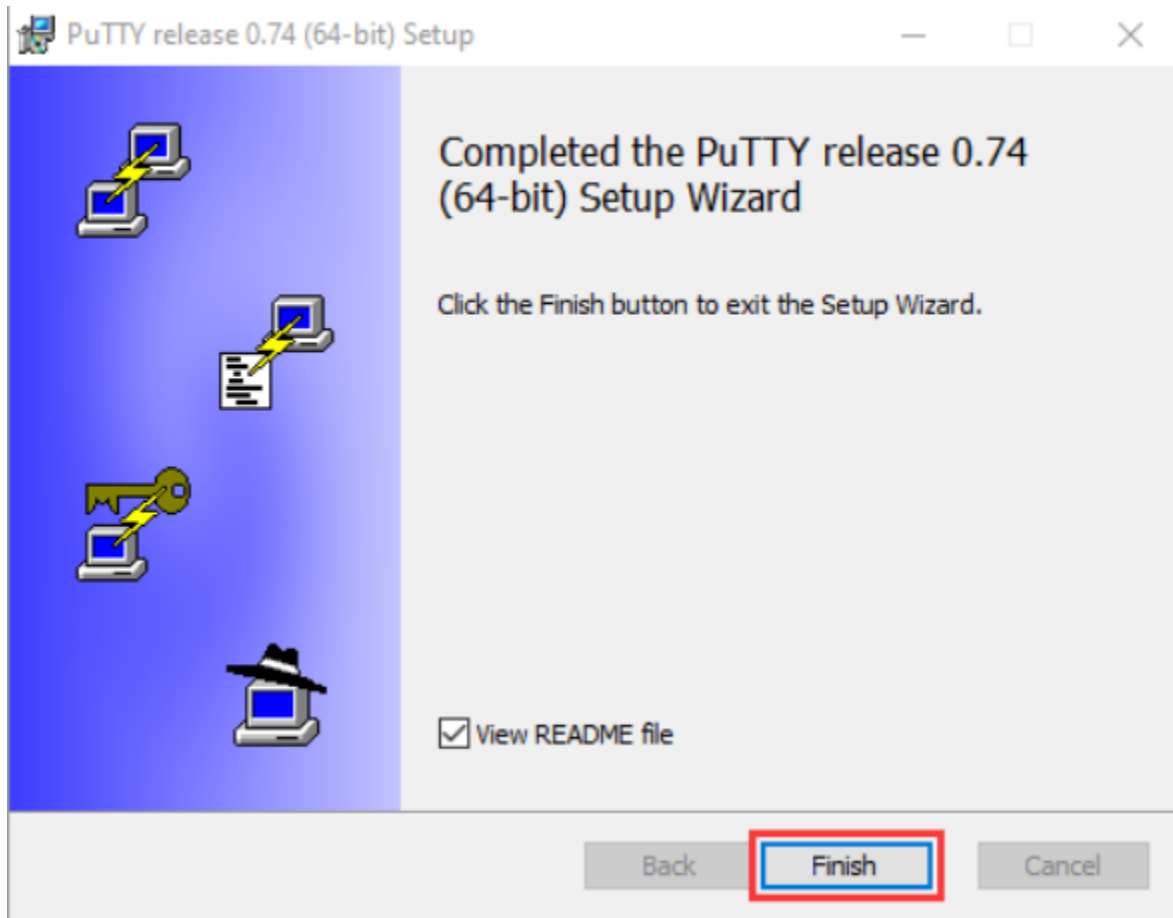 PuTTY release 0.74 (64-bit) Setup
Completed the PuTTY release 0.74
(64-bit) Setup Wizard
Click the Finish button to exit the Setup Wizard.
View README file
Back
Finish
Cancel